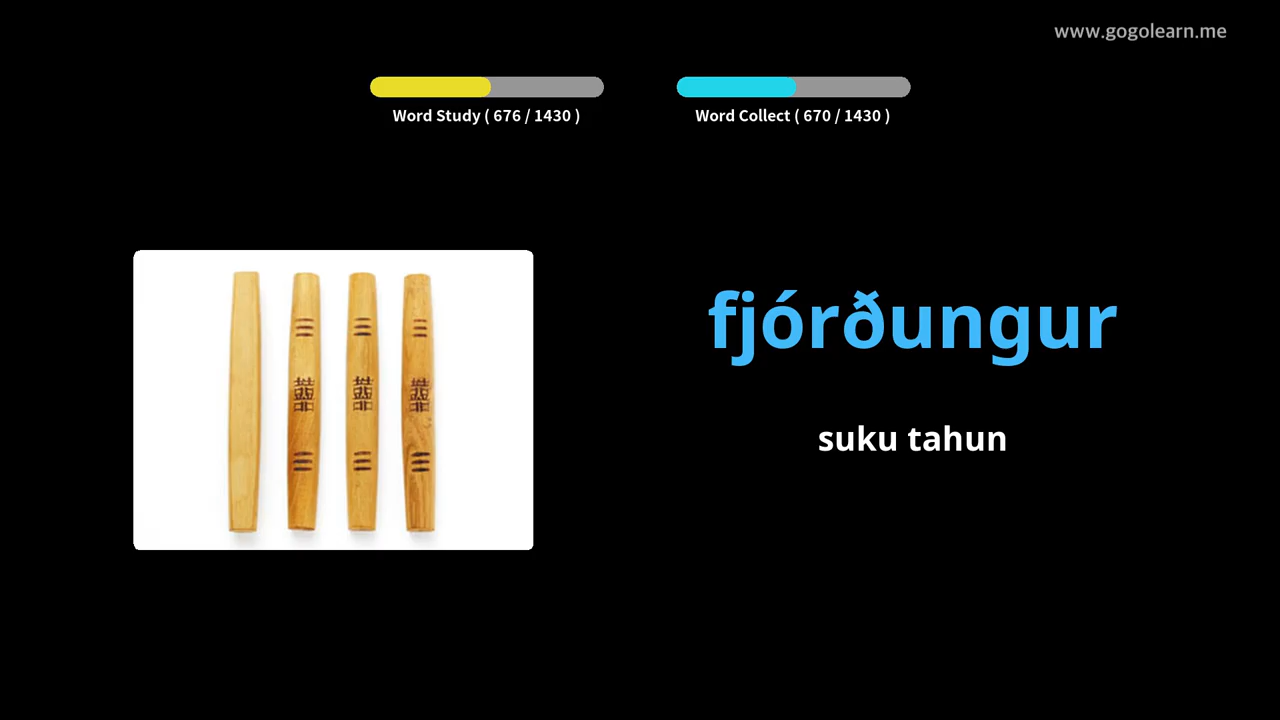 www.gogolearn.me
Word Study ( 676 / 1430 )
Word Collect ( 670 / 1430 )
fjórðungur
suku tahun